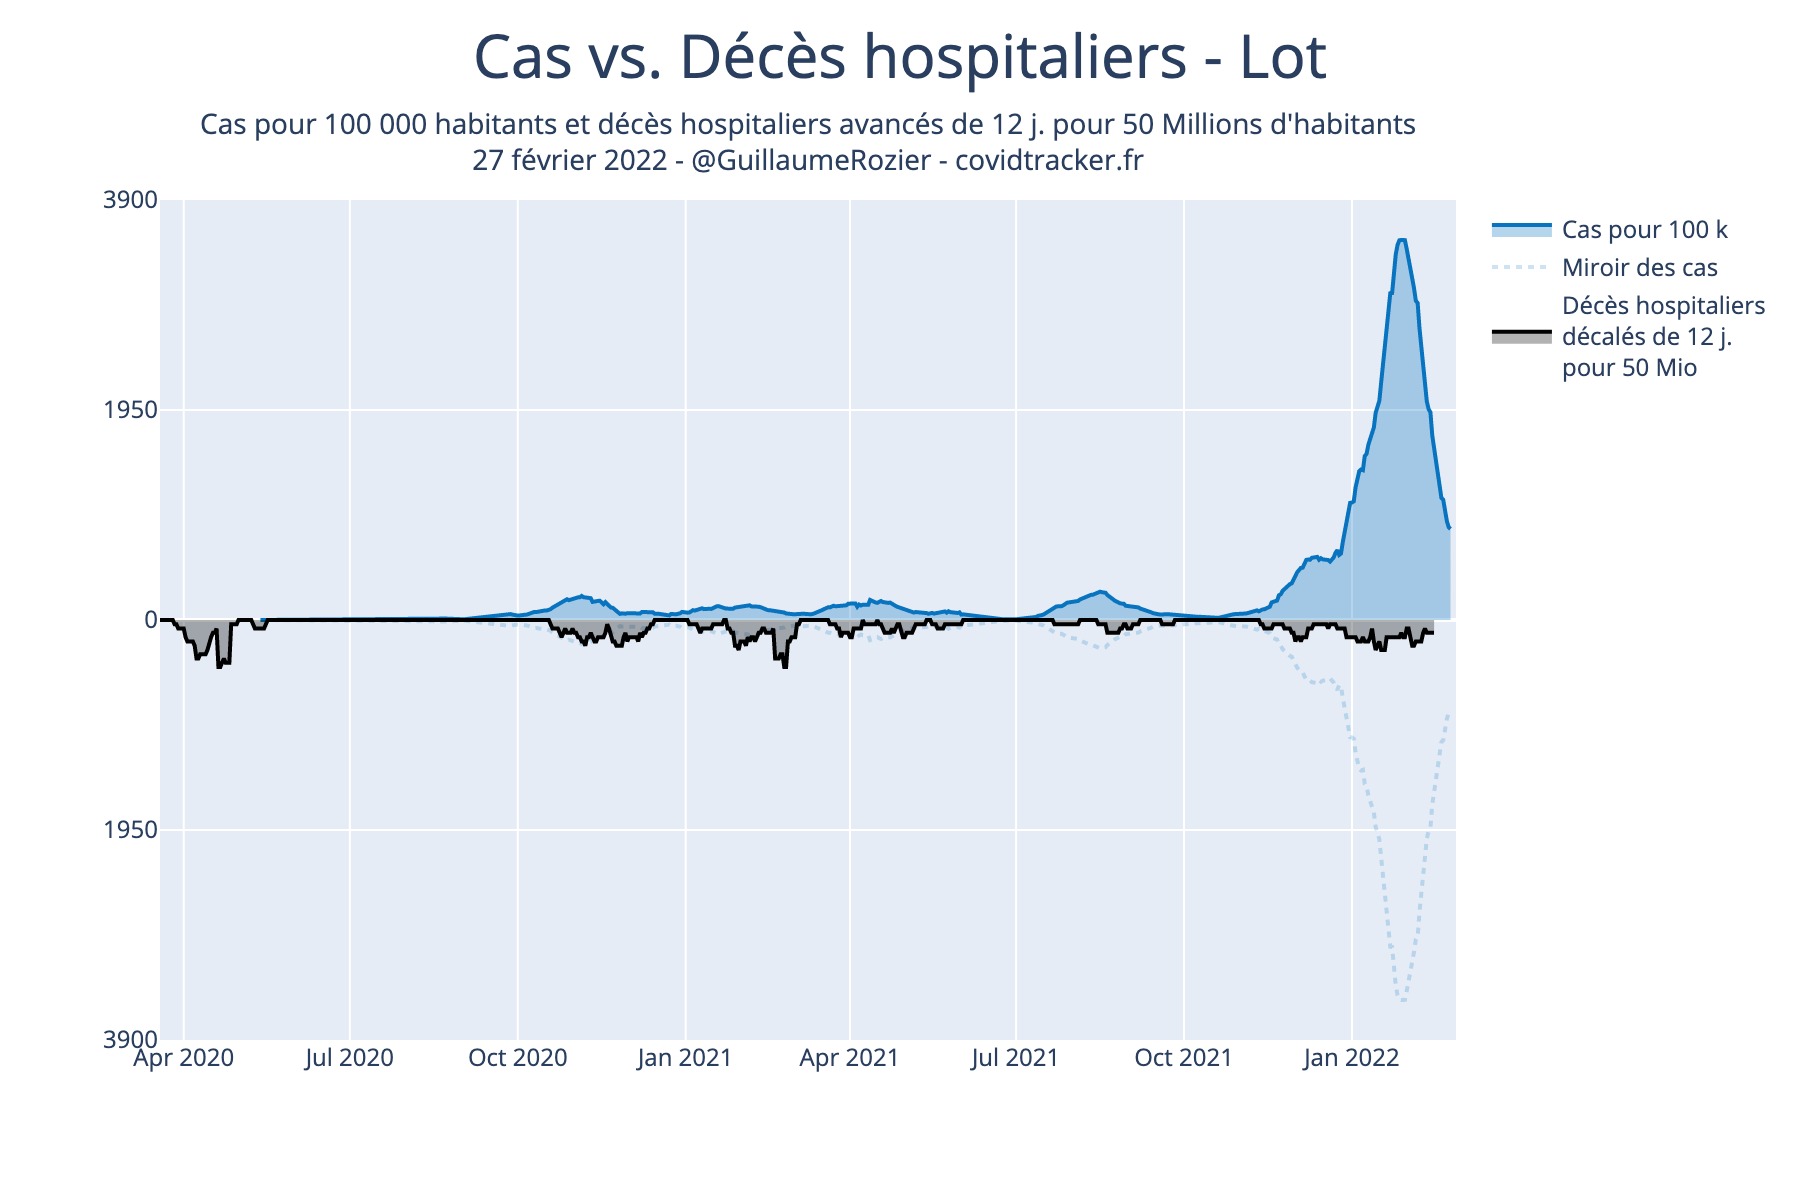 Cas vs. Décès hospitaliers - Lot
Cas pour 100 000 habitants et décès hospitaliers avancés de 12 j. pour 50 Millions d'habitants
27 février 2022 - @GuillaumeRozier - covidtracker.fr
3900
1950
0
1950
3900
Apr 2020
Jul 2020
Oct 2020
Jan 2021
Apr 2021
Jul 2021
Oct 2021
Jan 2022
Cas pour 100 k
Miroir des cas
Décès hospitaliers
décalés de 12 j.
pour 50 Mio